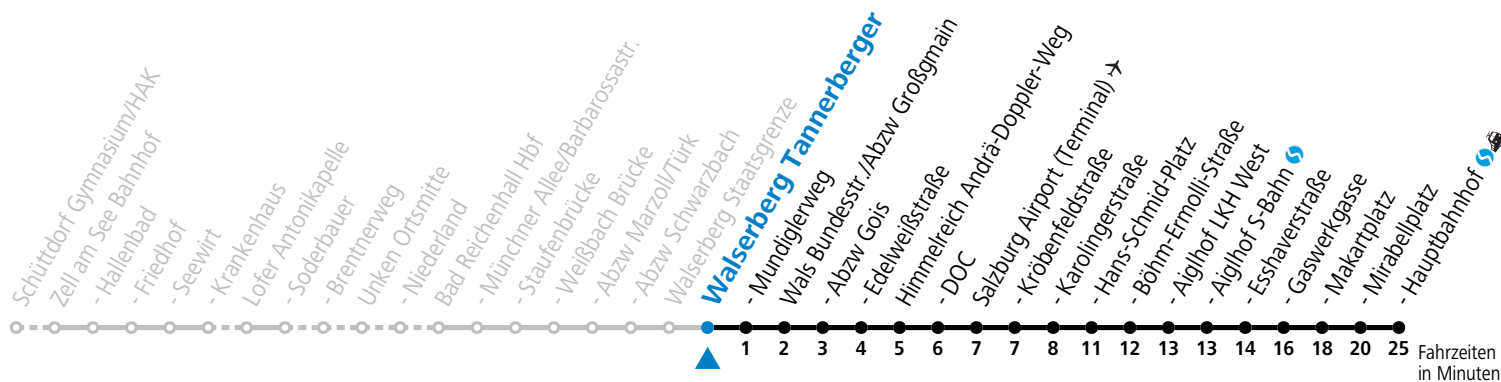 Schüttdorf Gymnasium/HAK
Zell am See Bahnhof
- Hallenbad
- Friedhof
- Seewirt
- Krankenhaus
Lofer Antonikapelle
- Soderbauer
- Brentnerweg
Unken Ortsmitte
- Niederland
Bad Reichenhall Hbf
- Münchner Allee/Barbarossastr.
- Staufenbrücke
- Weißbach Brücke
- Abzw Marzoll/Türk
- Abzw Schwarzbach
Walserberg Staatsgrenze
Walserberg Tannerberger
- Mundiglerweg
Wals Bundesstr./Abzw Großgmain
- Abzw Gois
- Edelweißstraße
Himmelreich Andrä-Doppler-Weg
- DOC
Salzburg Airport (Terminal)
- Kröbenfeldstraße
- Karolingerstraße
- Hans-Schmid-Platz
- Böhm-Ermolli-Straße
- Aiglhof LKH West
- Aiglhof S-Bahn
- Esshaverstraße
- Gaswerkgasse
- Makartplatz
- Mirabellplatz
- Hauptbahnhof
1 2 3 4 5 6 7 7 8 11 12 13 13 14 16 18 20 25 Fahrzeiten
in Minuten